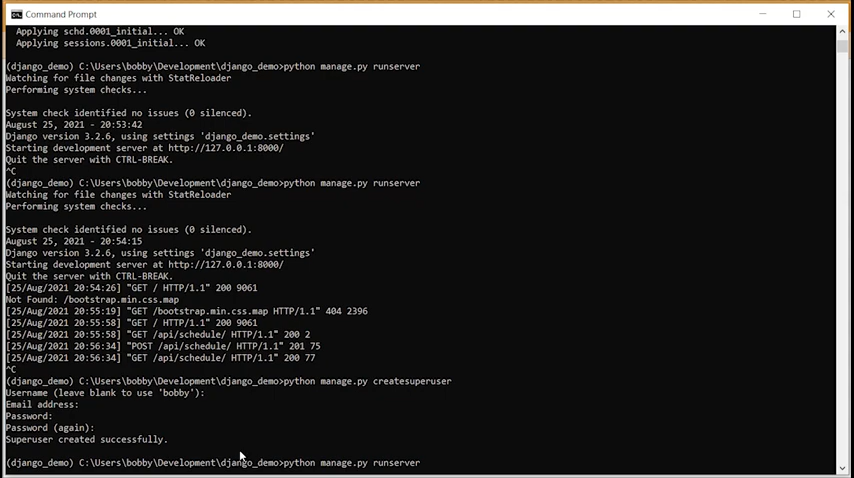 Command Prompt
Applying schd.0001_initial... OK
Applying sessions.0001_initial... OK
(django_demo) C:\Users\bobby\Development\django_demo>python manage.py runserver
Watching for file changes with StatReloader
Performing system checks...
System check identified no issues (0 silenced).
August 25, 2021 - 20:53:42
Django version 3.2.6, using settings 'django_demo.settings'
Starting development server at http://127.0.0.1:8000/
Quit the server with CTRL-BREAK.
^C
(django_demo) C:\Users\bobby\Development\django_demo>python manage.py runserver
Watching for file changes with StatReloader
Performing system checks...
System check identified no issues (0 silenced).
August 25, 2021 - 20:54:15
Django version 3.2.6, using settings 'django_demo.settings'
Starting development server at http://127.0.0.1:8000/
Quit the server with CTRL-BREAK.
[25/Aug/2021 20:54:26] "GET / HTTP/1.1" 200 9061
Not Found: /bootstrap.min.css.map
[25/Aug/2021 20:55:19] "GET /bootstrap.min.css.map HTTP/1.1" 404 2396
[25/Aug/2021 20:55:58] "GET / HTTP/1.1" 200 9061
[25/Aug/2021 20:55:58] "GET /api/schedule/ HTTP/1.1" 200 2
[25/Aug/2021 20:56:34] "POST /api/schedule/ HTTP/1.1" 201 75
[25/Aug/2021 20:56:34] "GET /api/schedule/ HTTP/1.1" 200 77
^C
(django_demo) C:\Users\bobby\Development\django_demo>python manage.py createsuperuser
Username (leave blank to use 'bobby'):
Email address:
Password:
Password (again):
Superuser created successfully.
(django_demo) C:\Users\bobby\Development\django_demo>python manage.py runserver